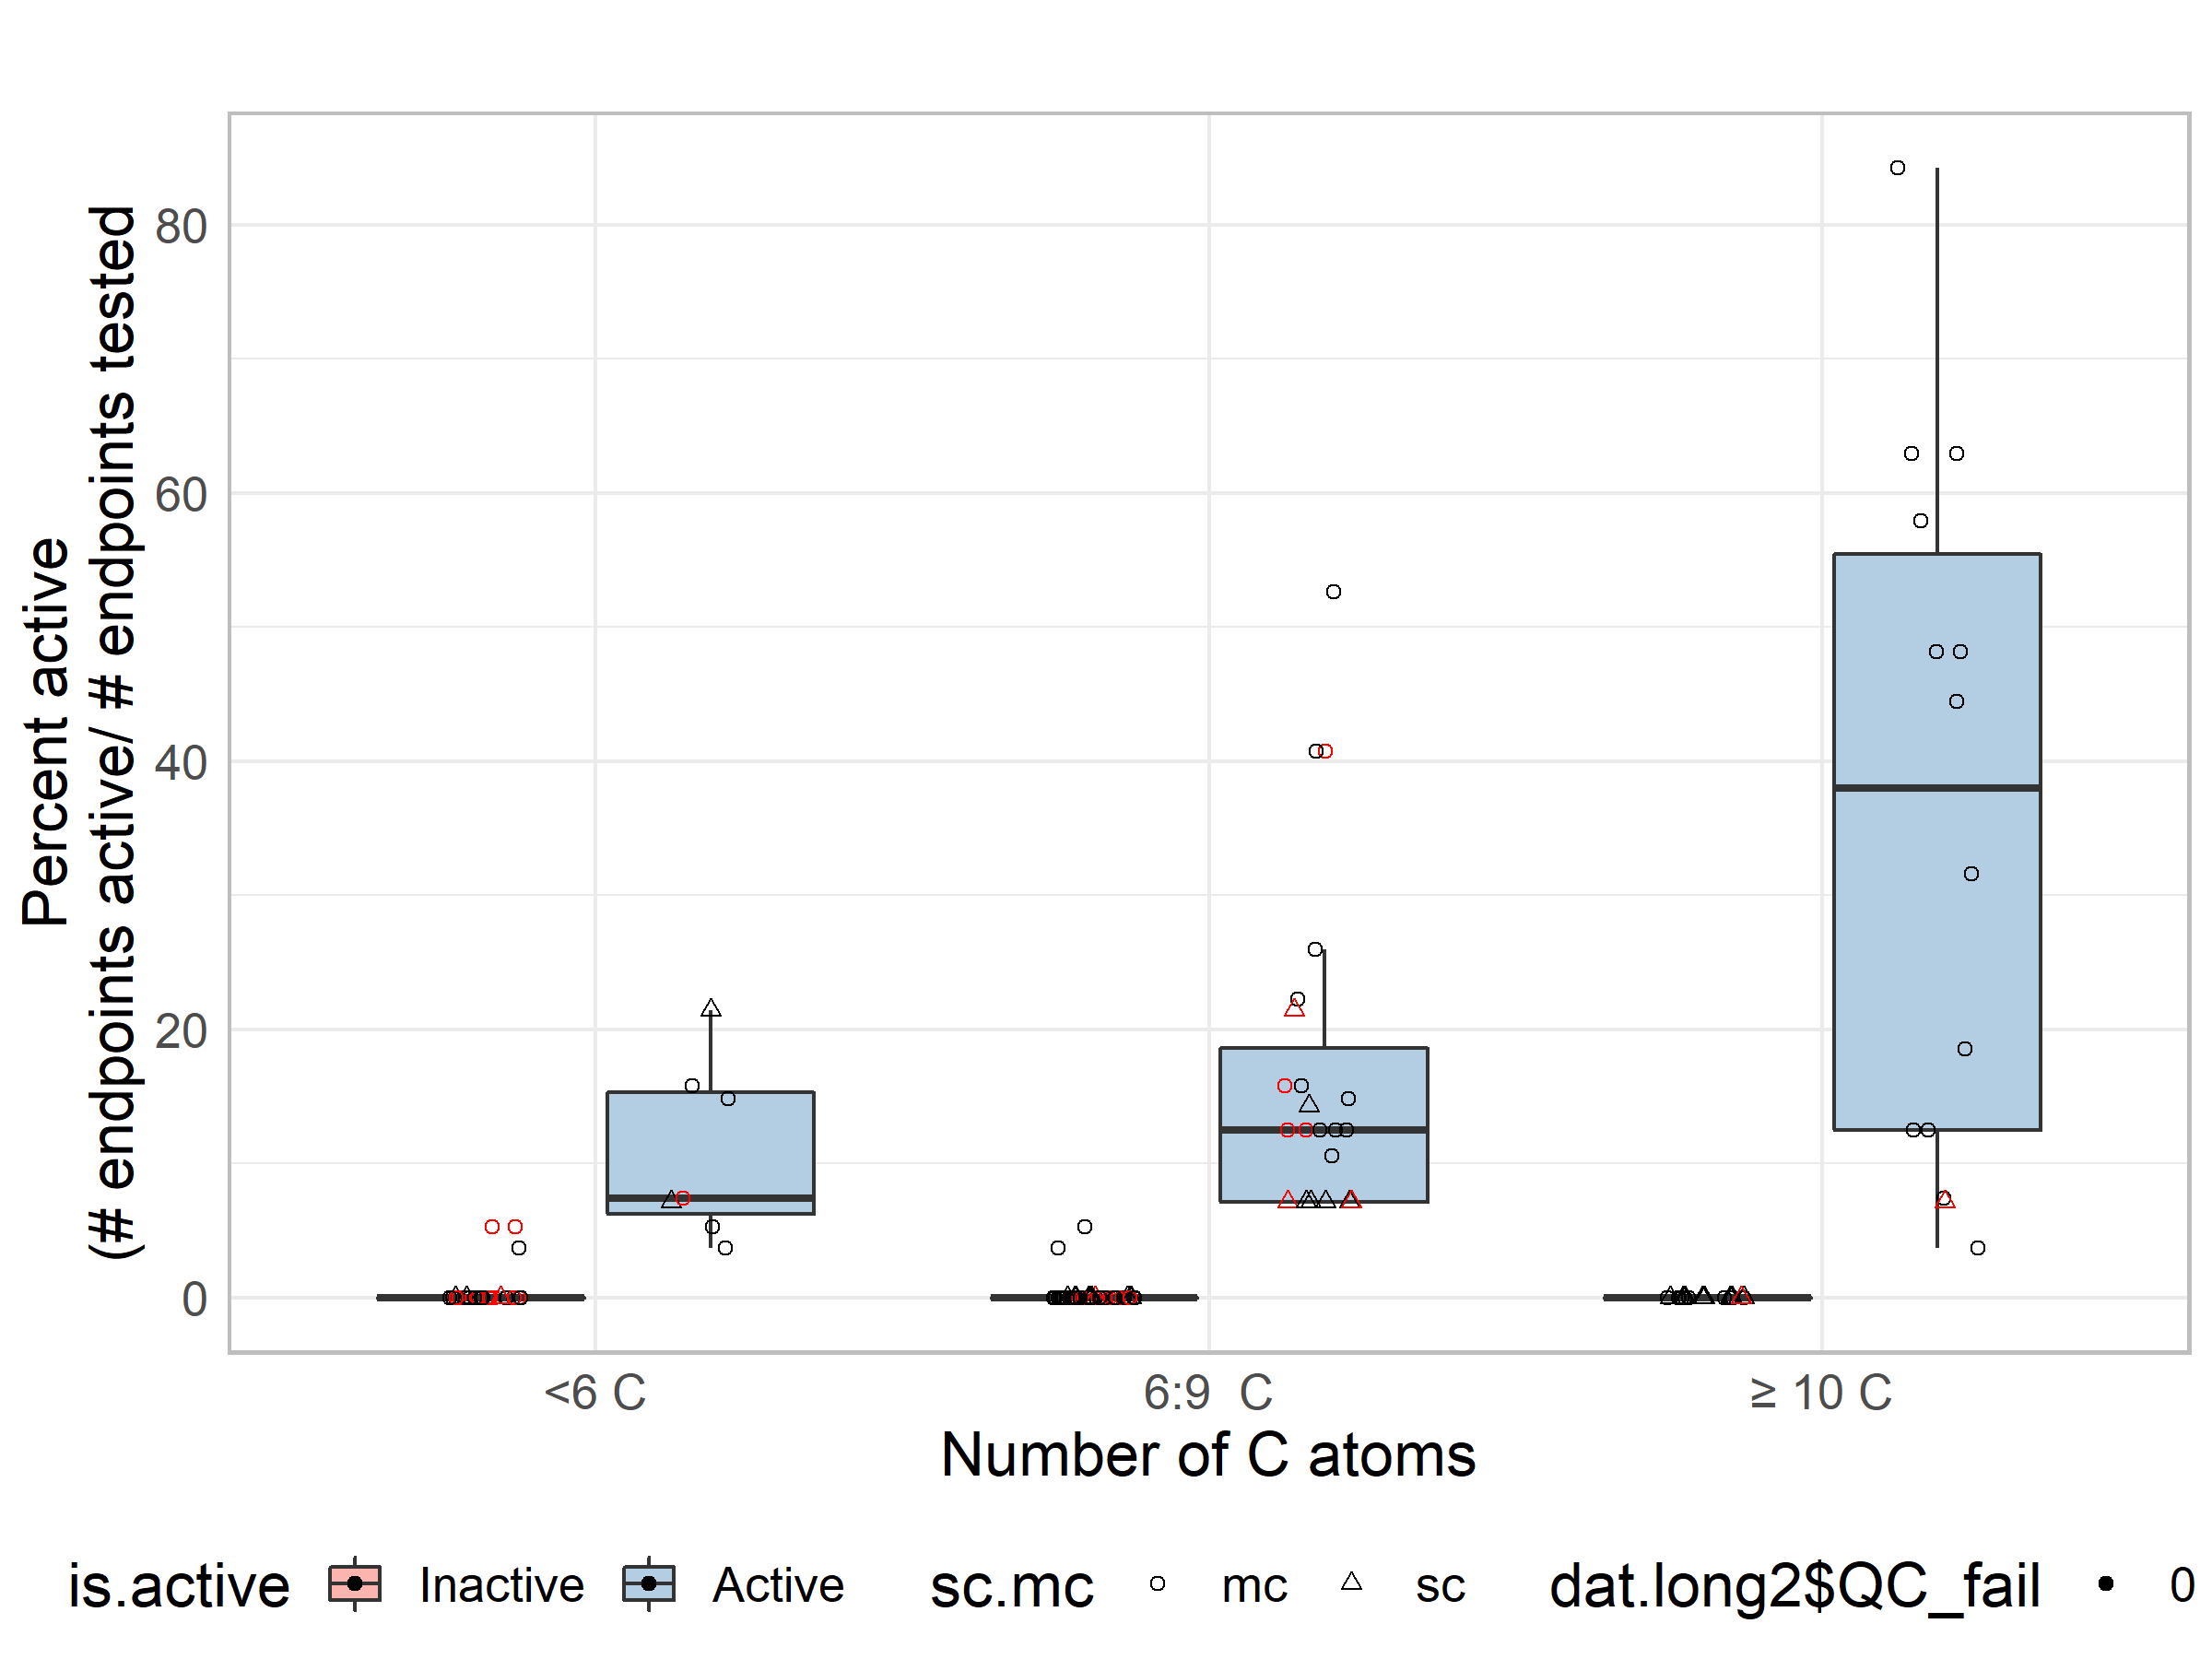 Percent active
(# endpoints active/ # endpoints tested
80
60
40
20
0
<6 C
6:9 C
≥ 10 C
Number of C atoms
is.active Inactive Active sc.mc mc sc dat.long2$QC_fail 0